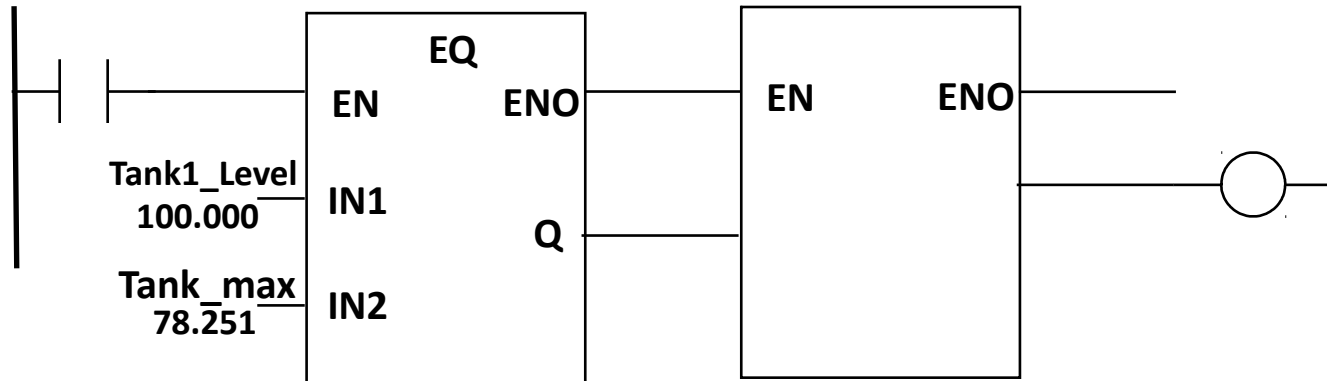 EQ
EN ENO EN ENO
Tank1_Level
100.000
IN1
Q
Tank_max
78.251
IN2